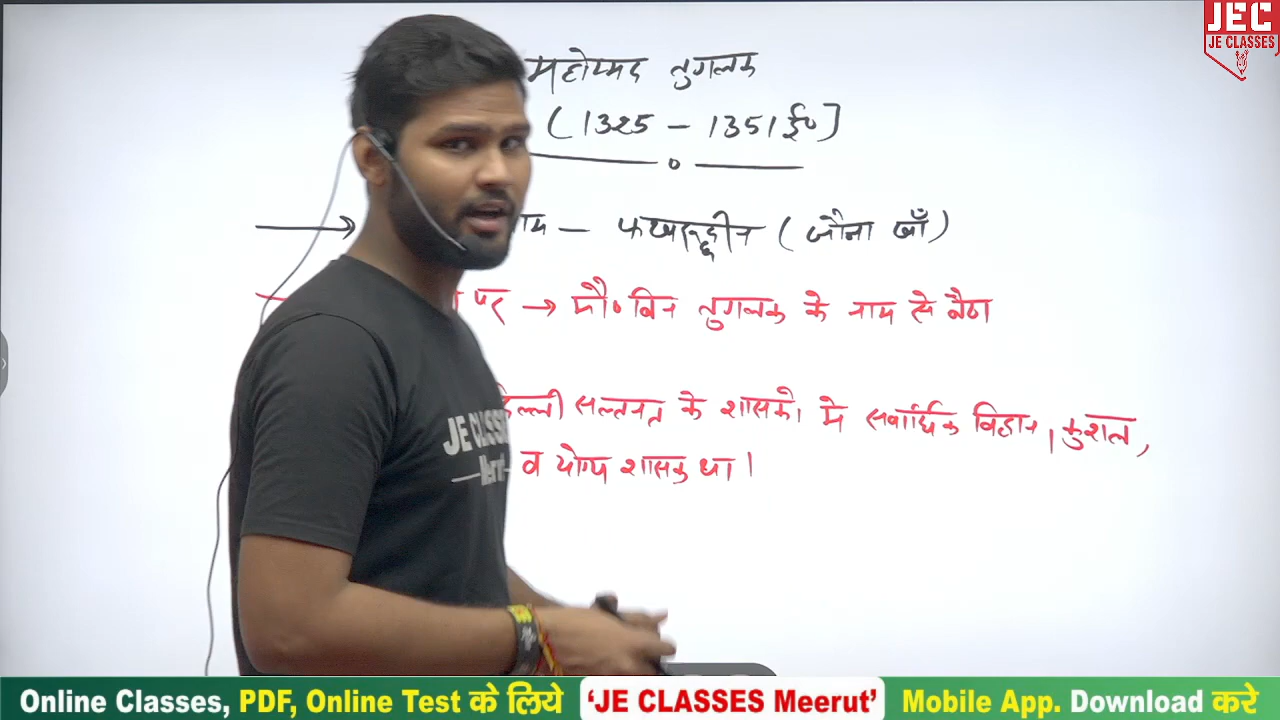 JEC
JE CLASSES
मोहम्मद तुगलक
(1325 – 1351 ई०]
→ नाम – फखरुद्दीन (जौना खाँ)
पर → मौ० बिन तुगलक के नाम से बैठा
दिल्ली सल्तनत के शासको में सर्वाधिक विद्वान, कुशल,
व योग्य शासक था।
JE CLASSES
Meerut
Online Classes, PDF, Online Test के लिये 'JE CLASSES Meerut' Mobile App. Download करे